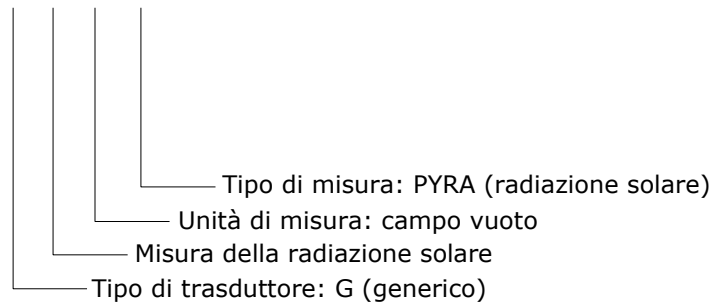 Tipo di misura: PYRA (radiazione solare)
Unità di misura: campo vuoto
Misura della radiazione solare
Tipo di trasduttore: G (generico)